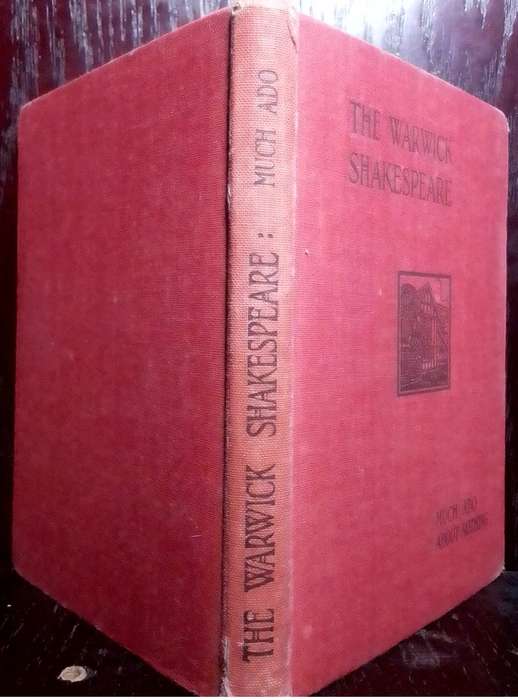 THE WARWICK SHAKESPEARE: MUCH ADO
THE WARWICK
SHAKESPEARE
MUCH ADO
ABOUT NOTHING